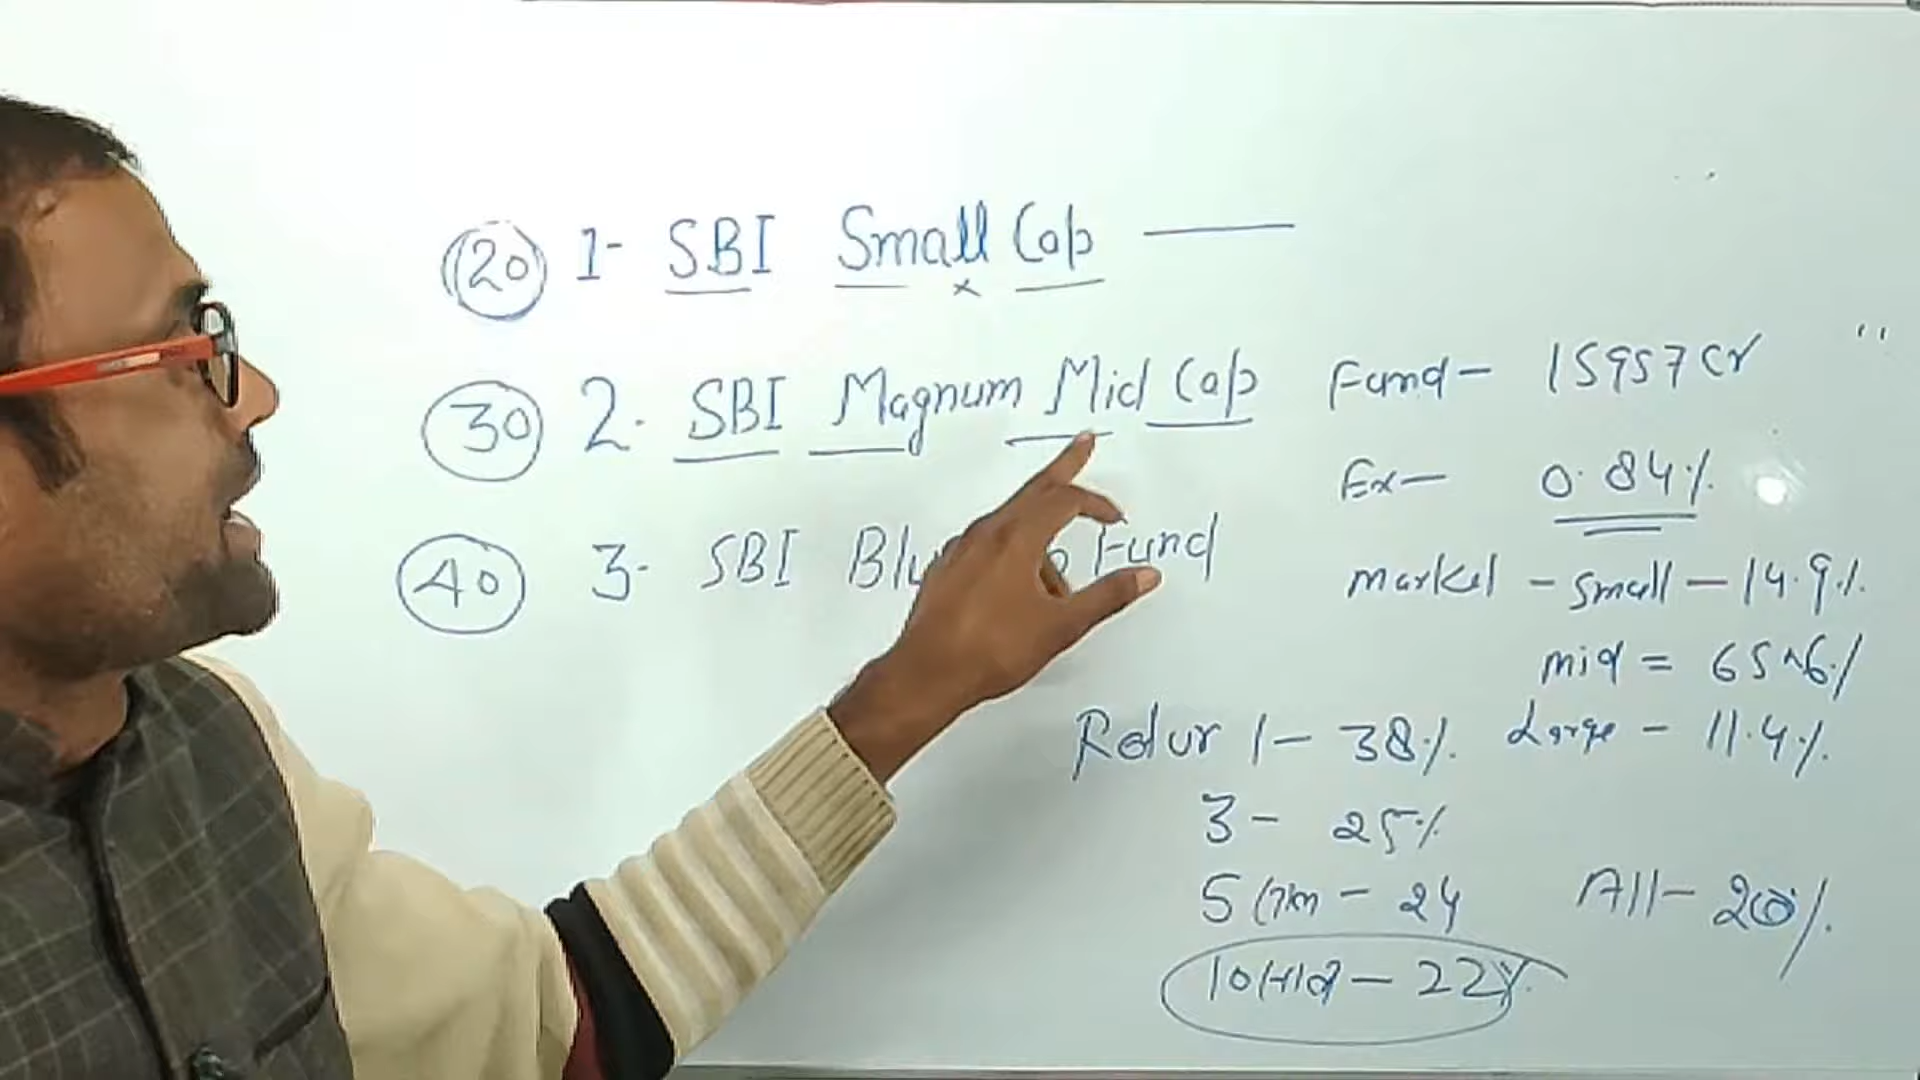 20 1- SBI Small Cap
30 2- SBI Magnum Mid Cap
40 3- SBI Fund
Fund - 15957 Cr
Ex - 0.84%
market - Small - 14.9%
mid = 65.6%
Large - 11.4%
Retur 1 - 38%
3 - 25%
5 साल - 24
All - 20%
10 साल - 22%